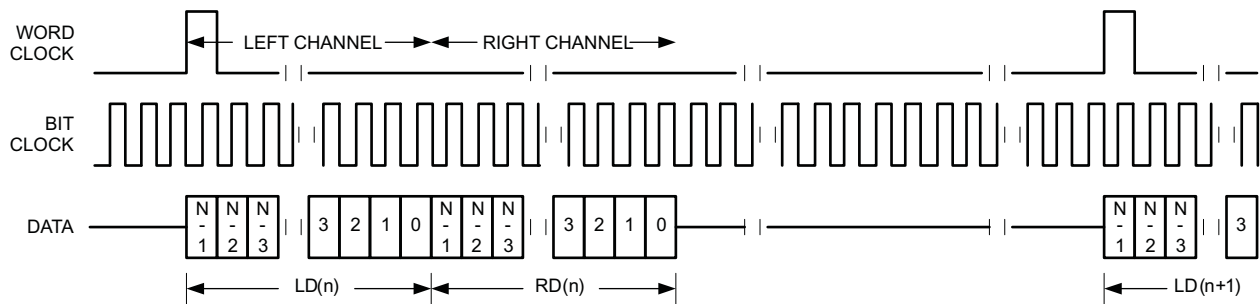 WORD
CLOCK
LEFT CHANNEL
RIGHT CHANNEL
BIT
CLOCK
DATA
N-1 N-2 N-3 3 2 1 0 N-1 N-2 N-3 3 2 1 0 N-1 N-2 N-3 3
LD(n) RD(n) LD(n+1)